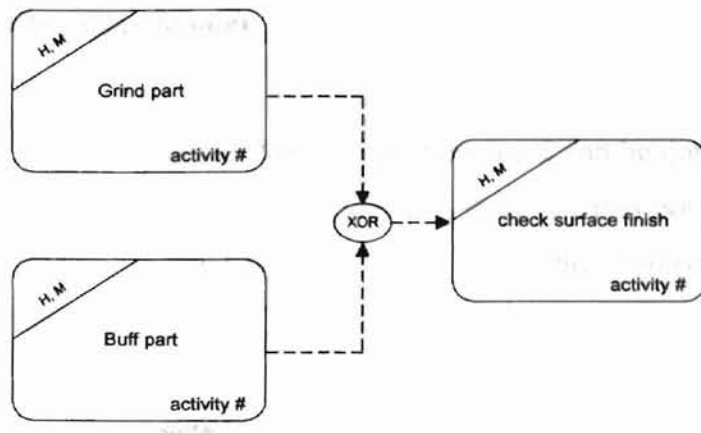 H, M
Grind part
activity #
XOR
H, M
check surface finish
activity #
H, M
Buff part
activity #